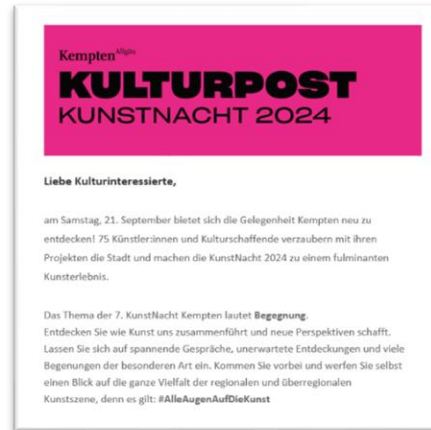 Kempten Allgäu
KULTURPOST
KUNSTNACHT 2024
Liebe Kulturinteressierte,
am Samstag, 21. September bietet sich die Gelegenheit Kempten neu zu
entdecken! 75 Künstler:innen und Kulturschaffende verzaubern mit ihren
Projekten die Stadt und machen die KunstNacht 2024 zu einem fulminanten
Kunsterlebnis.
Das Thema der 7. KunstNacht Kempten lautet Begegnung.
Entdecken Sie wie Kunst uns zusammenführt und neue Perspektiven schafft.
Lassen Sie sich auf spannende Gespräche, unerwartete Entdeckungen und viele
Begenungen der besonderen Art ein. Kommen Sie vorbei und werfen Sie selbst
einen Blick auf die ganze Vielfalt der regionalen und überregionalen
Kunstszene, denn es gilt: #AlleAugenAufDieKunst